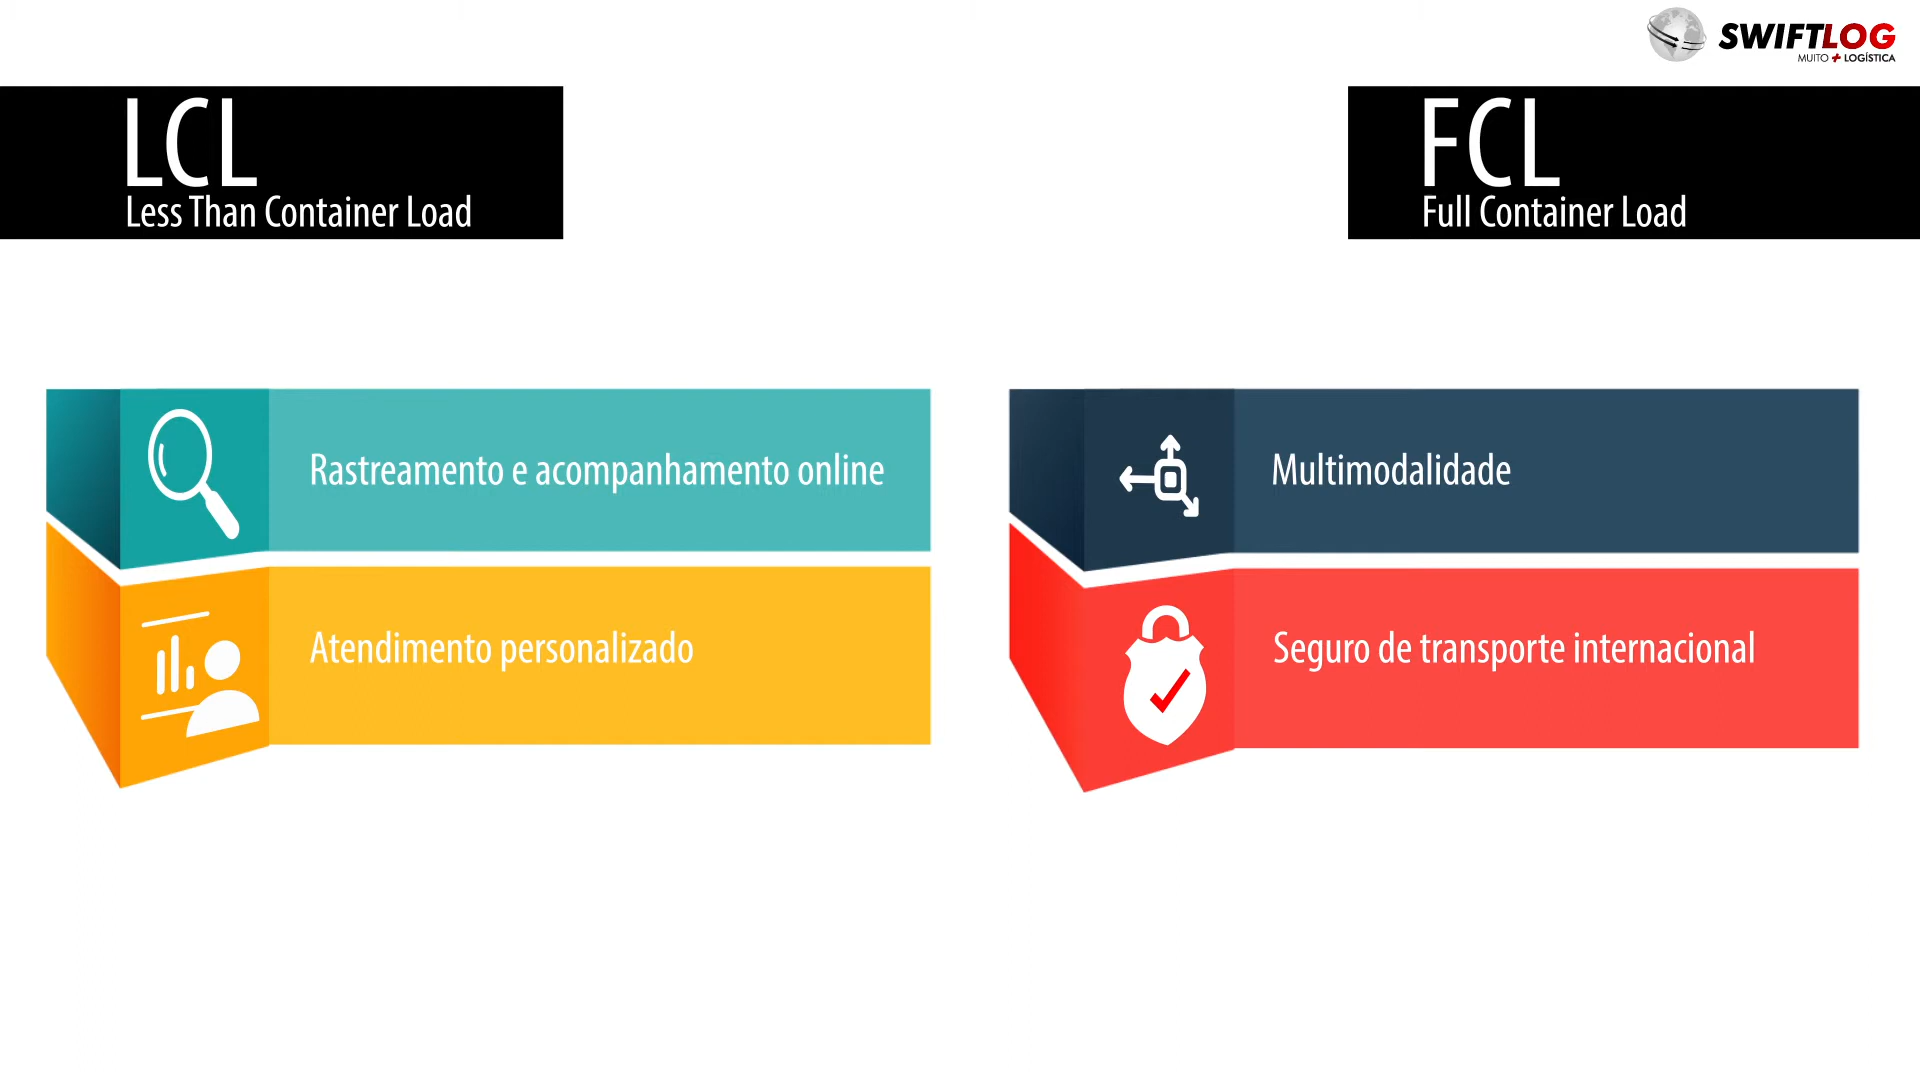 SWIFTLOG
MUITO + LOGÍSTICA
LCL
Less Than Container Load
FCL
Full Container Load
Rastreamento e acompanhamento online
Atendimento personalizado
Multimodalidade
Seguro de transporte internacional